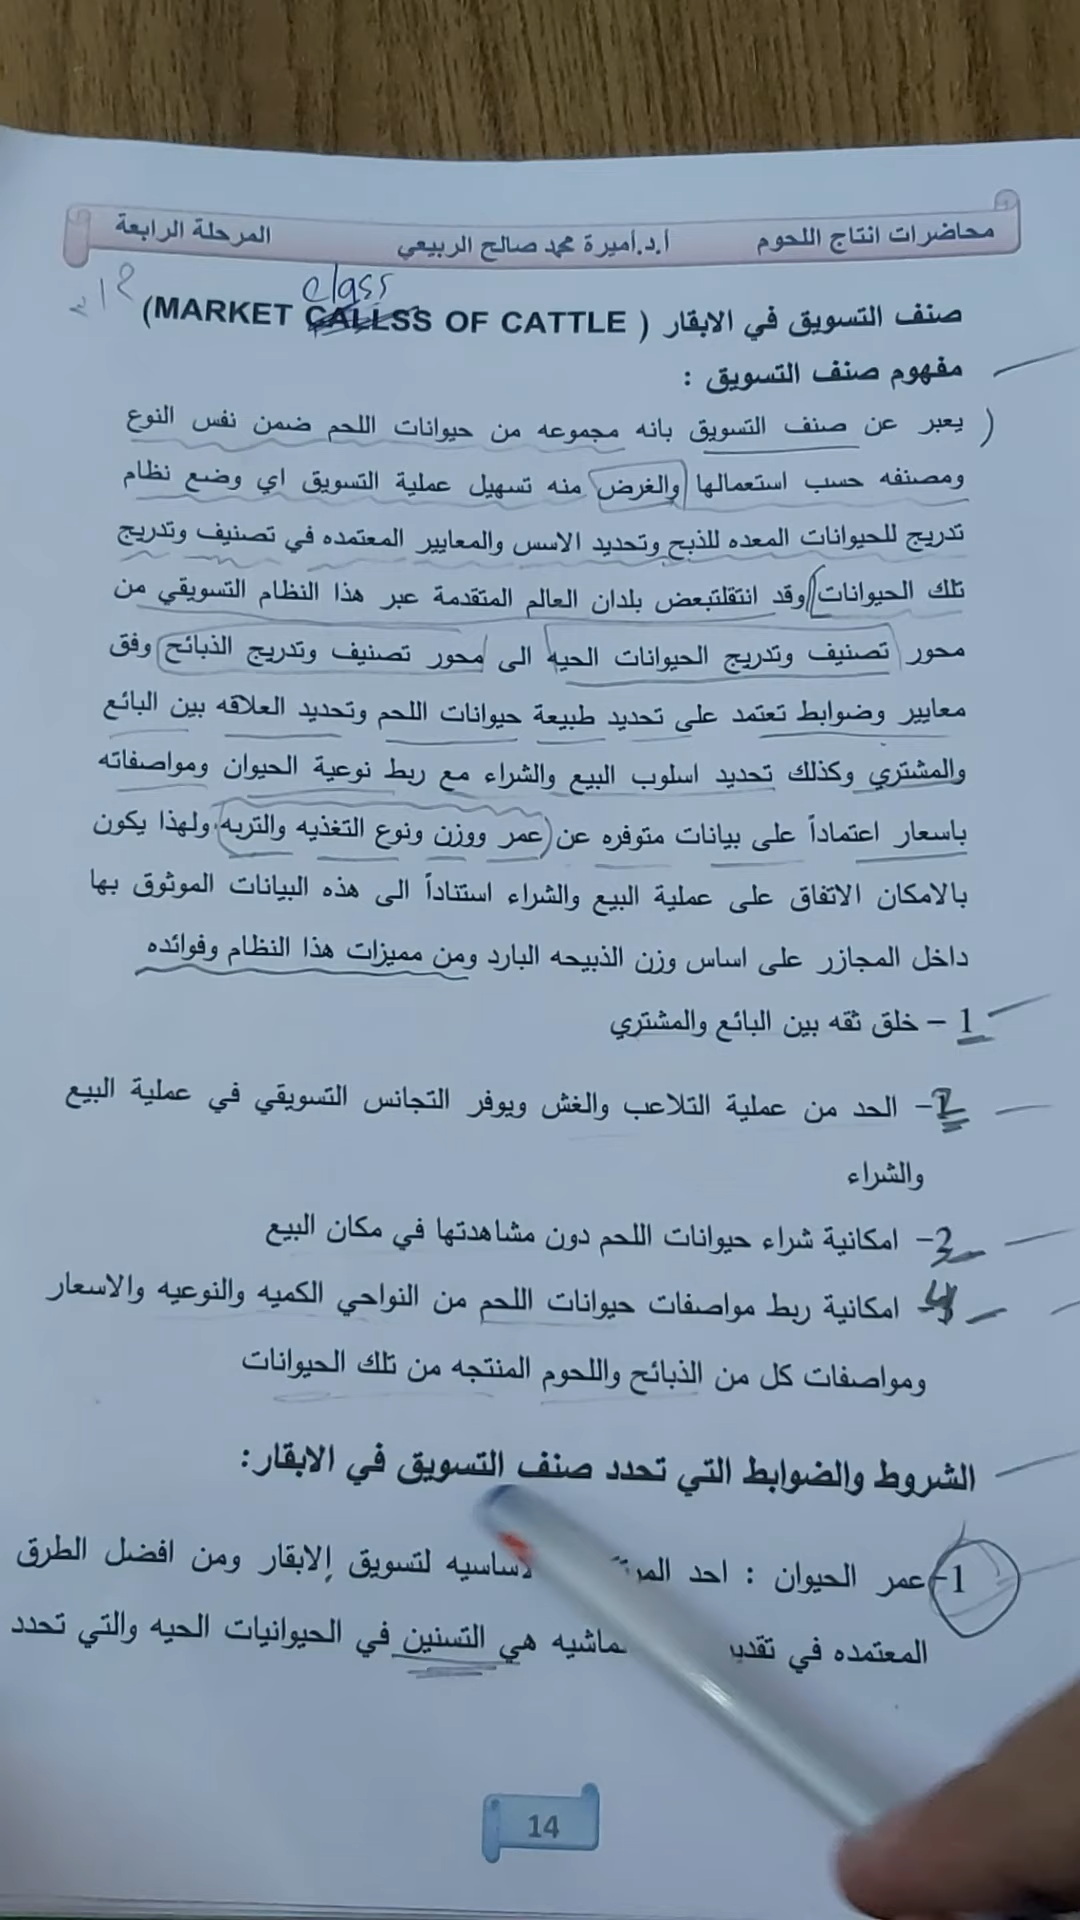 محاضرات انتاج اللحوم أ.د.أميرة محمد صالح الربيعي المرحلة الرابعة
class
صنف التسويق في الابقار ( MARKET CALLSS OF CATTLE)
مفهوم صنف التسويق :
يعبر عن صنف التسويق بانه مجموعه من حيوانات اللحم ضمن نفس النوع
ومصنفه حسب استعمالها والغرض منه تسهيل عملية التسويق اي وضع نظام
تدريج للحيوانات المعده للذبح وتحديد الاسس والمعايير المعتمده في تصنيف وتدريج
تلك الحيوانات وقد انتقلتبعض بلدان العالم المتقدمة عبر هذا النظام التسويقي من
محور تصنيف وتدريج الحيوانات الحيه الى محور تصنيف وتدريج الذبائح وفق
معايير وضوابط تعتمد على تحديد طبيعة حيوانات اللحم وتحديد العلاقه بين البائع
والمشتري وكذلك تحديد اسلوب البيع والشراء مع ربط نوعية الحيوان ومواصفاته
باسعار اعتماداً على بيانات متوفره عن عمر ووزن ونوع التغذيه والتربه ولهذا يكون
بالامكان الاتفاق على عملية البيع والشراء استناداً الى هذه البيانات الموثوق بها
داخل المجازر على اساس وزن الذبيحه البارد ومن مميزات هذا النظام وفوائده
1 – خلق ثقه بين البائع والمشتري
2- الحد من عملية التلاعب والغش ويوفر التجانس التسويقي في عملية البيع
والشراء
3- امكانية شراء حيوانات اللحم دون مشاهدتها في مكان البيع
4- امكانية ربط مواصفات حيوانات اللحم من النواحي الكميه والنوعيه والاسعار
ومواصفات كل من الذبائح واللحوم المنتجه من تلك الحيوانات
الشروط والضوابط التي تحدد صنف التسويق في الابقار:
1- عمر الحيوان : احد لتسويق الابقار ومن افضل الطرق
المعتمده في هي التسنين في الحيوانيات الحيه والتي تحدد
14